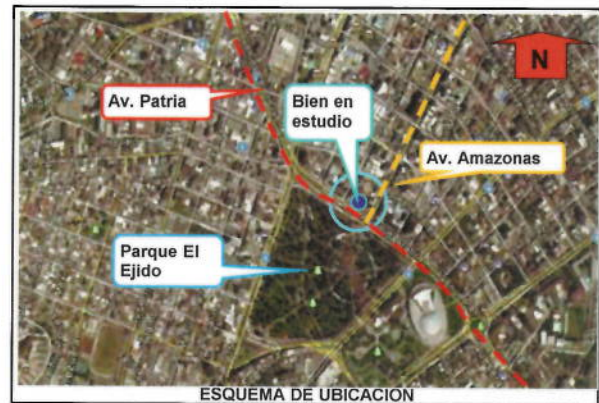 N
Av. Patria
Bien en
estudio
Av. Amazonas
Parque El
Ejido
ESQUEMA DE UBICACION